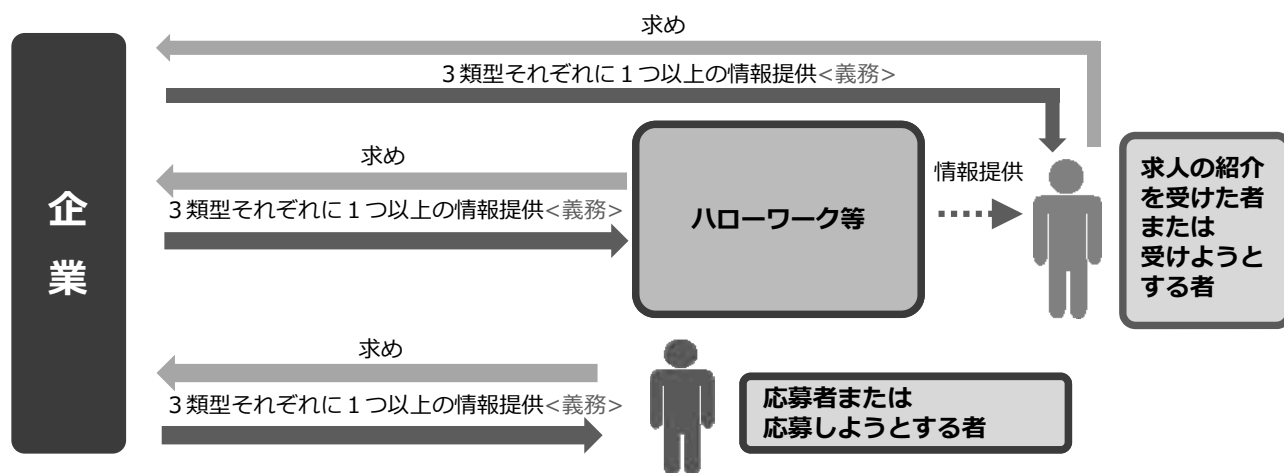 求め
３類型それぞれに１つ以上の情報提供<義務>
企
業
求め
３類型それぞれに１つ以上の情報提供<義務>
ハローワーク等
情報提供
求人の紹介
を受けた者
または
受けようと
する者
求め
３類型それぞれに１つ以上の情報提供<義務>
応募者または
応募しようとする者